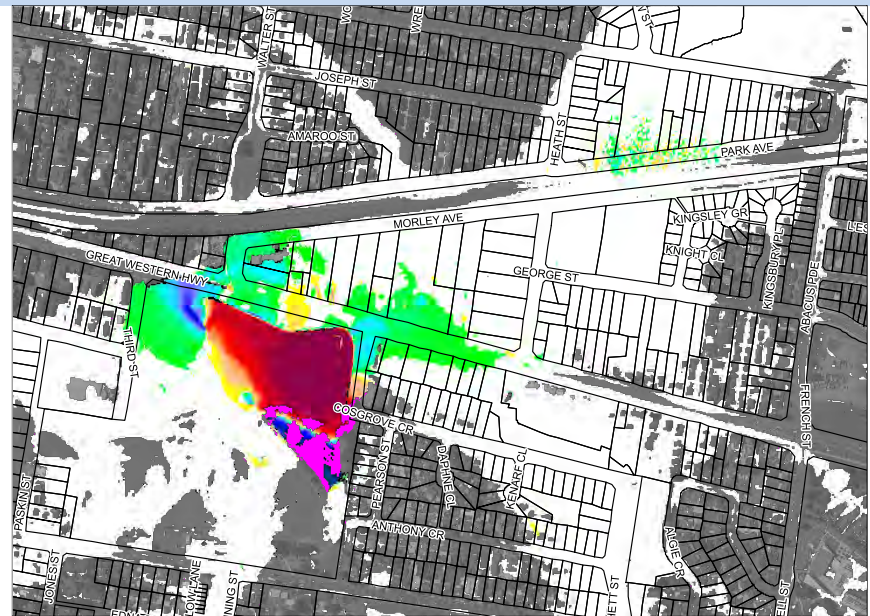 WALTER ST
JOSEPH ST
AMAROO ST
HEATH ST
PARK AVE
MORLEY AVE
KINGSLEY GR
KNIGHT CL
KINGSBURY PL
ABACUS PDE
GREAT WESTERN HWY
GEORGE ST
THIRD ST
COSGROVE CR
FRENCH ST
PEARSON ST
DAPHNE CL
KENARF CL
PASKIN ST
ANTHONY CR
ALGIE CR
JONES ST